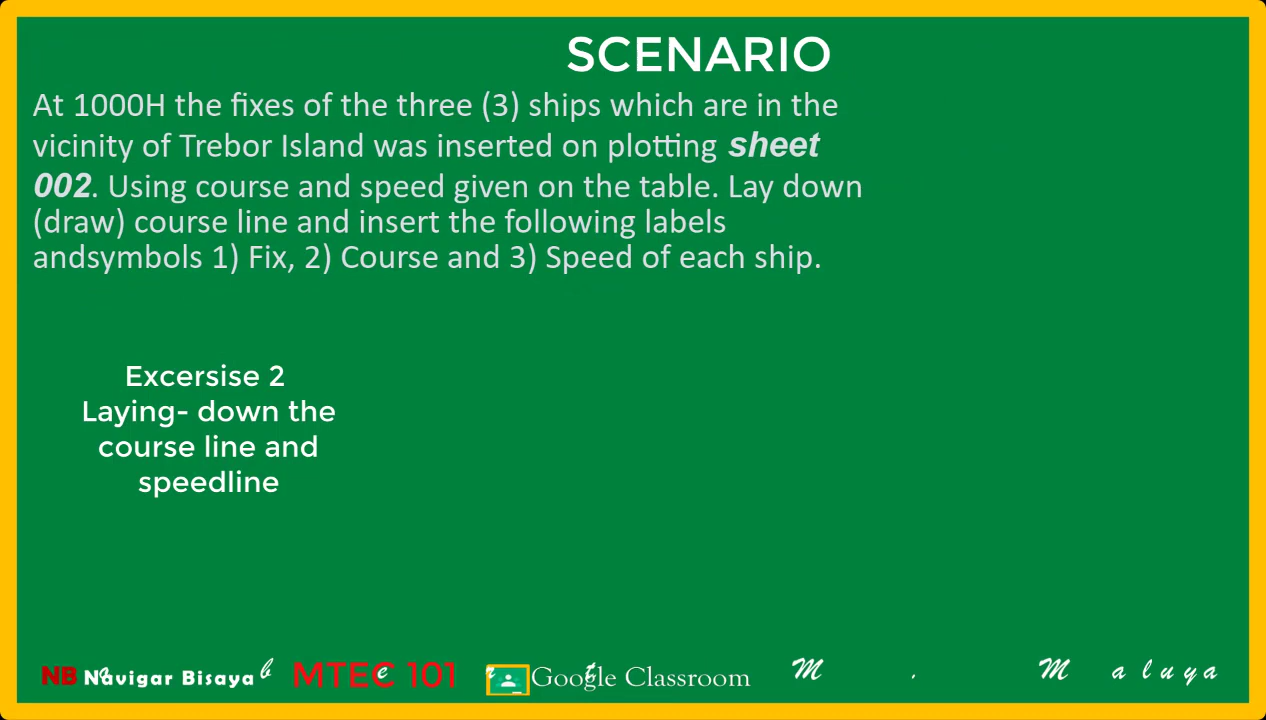 SCENARIO
At 1000H the fixes of the three (3) ships which are in the
vicinity of Trebor Island was inserted on plotting sheet
002. Using course and speed given on the table. Lay down
(draw) course line and insert the following labels
andsymbols 1) Fix, 2) Course and 3) Speed of each ship.
Excersise 2
Laying- down the
course line and
speedline
NB Navigar Bisaya MTEC 101 Google Classroom M . Maluya